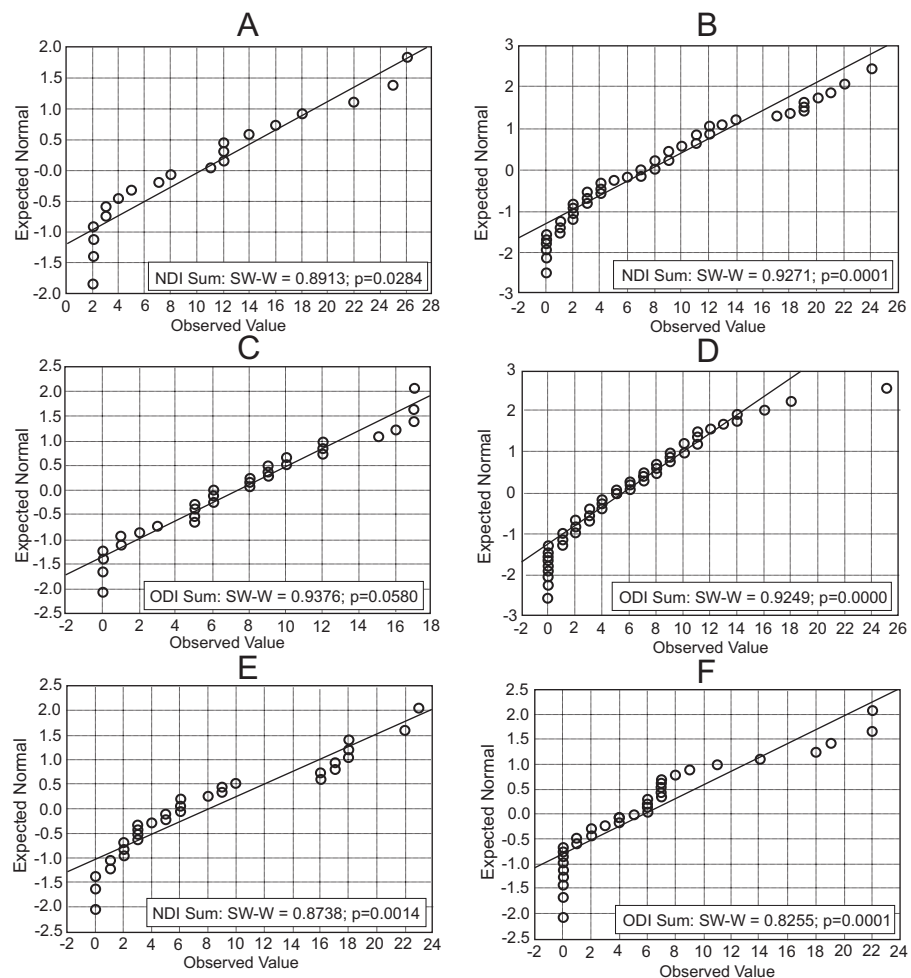 A
Expected Normal
2.0
1.5
1.0
0.5
0.0
-0.5
-1.0
-1.5
-2.0
NDI Sum: SW-W = 0.8913; p=0.0284
0 2 4 6 8 10 12 14 16 18 20 22 24 26 28
Observed Value
B
Expected Normal
3
2
1
0
-1
-2
-3
NDI Sum: SW-W = 0.9271; p=0.0001
-2 0 2 4 6 8 10 12 14 16 18 20 22 24 26
Observed Value
C
Expected Normal
2.5
2.0
1.5
1.0
0.5
0.0
-0.5
-1.0
-1.5
-2.0
-2.5
ODI Sum: SW-W = 0.9376; p=0.0580
-2 0 2 4 6 8 10 12 14 16 18
Observed Value
D
Expected Normal
3
2
1
0
-1
-2
-3
ODI Sum: SW-W = 0.9249; p=0.0000
-2 0 2 4 6 8 10 12 14 16 18 20 22 24 26
Observed Value
E
Expected Normal
2.5
2.0
1.5
1.0
0.5
0.0
-0.5
-1.0
-1.5
-2.0
-2.5
NDI Sum: SW-W = 0.8738; p=0.0014
-2 0 2 4 6 8 10 12 14 16 18 20 22 24
Observed Value
F
Expected Normal
2.5
2.0
1.5
1.0
0.5
0.0
-0.5
-1.0
-1.5
-2.0
-2.5
ODI Sum: SW-W = 0.8255; p=0.0001
-2 0 2 4 6 8 10 12 14 16 18 20 22 24
Observed Value